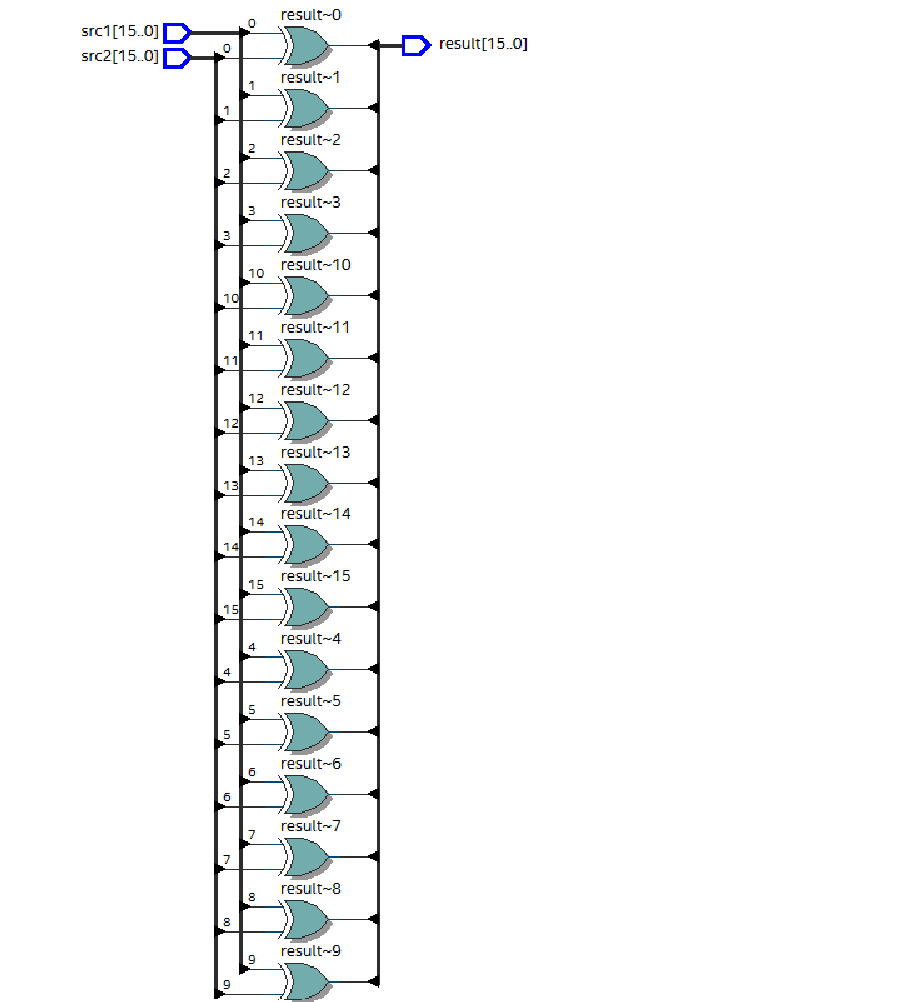 result~0
src1[15..0]
0
result[15..0]
src2[15..0]
0
result~1
1
1
result~2
2
2
result~3
3
3
result~10
10
10
result~11
11
11
result~12
12
12
result~13
13
13
result~14
14
14
result~15
15
15
result~4
4
4
result~5
5
5
result~6
6
6
result~7
7
7
result~8
8
8
result~9
9
9